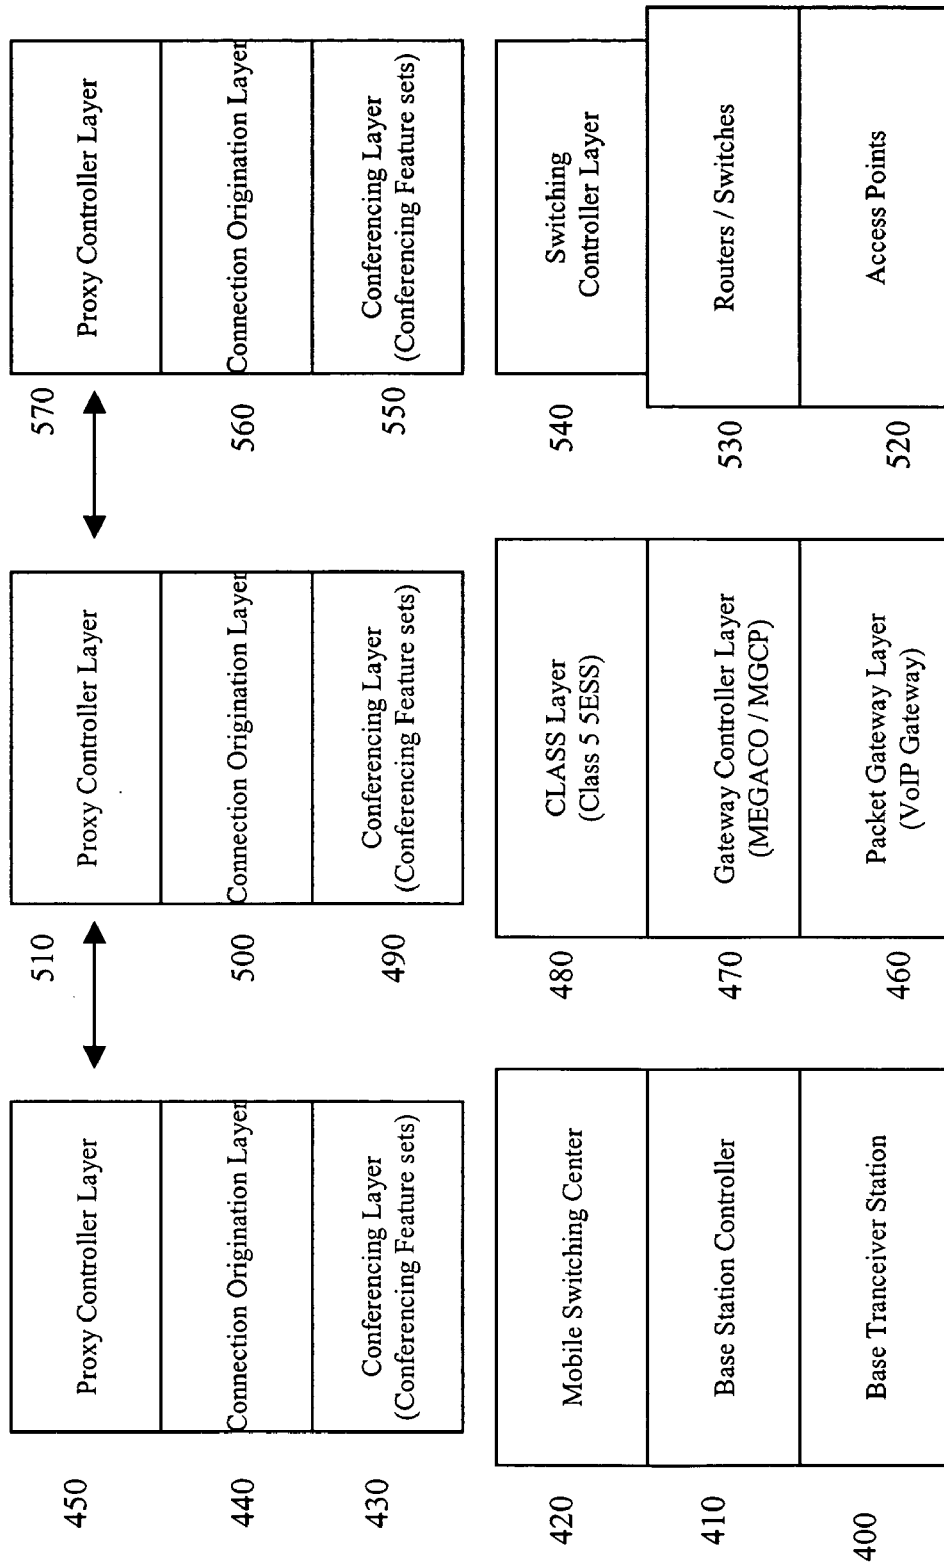 450
Proxy Controller Layer
440
Connection Origination Layer
430
Conferencing Layer
(Conferencing Feature sets)
420
Mobile Switching Center
410
Base Station Controller
400
Base Tranceiver Station
510
Proxy Controller Layer
500
Connection Origination Layer
490
Conferencing Layer
(Conferencing Feature sets)
480
CLASS Layer
(Class 5 5ESS)
470
Gateway Controller Layer
(MEGACO / MGCP)
460
Packet Gateway Layer
(VoIP Gateway)
570
Proxy Controller Layer
560
Connection Origination Layer
550
Conferencing Layer
(Conferencing Feature sets)
540
Switching
Controller Layer
530
Routers / Switches
520
Access Points